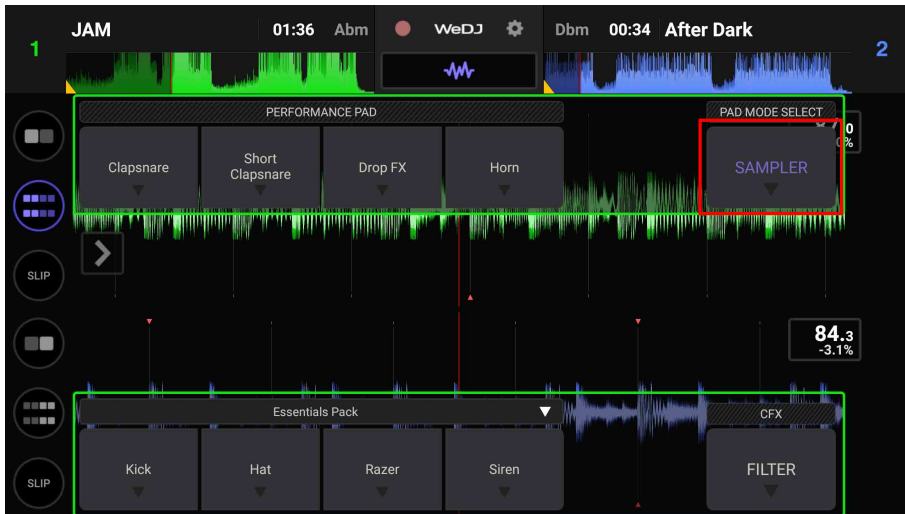 JAM
01:36
Abm
WeDJ
Dbm
00:34
After Dark
1
2
PERFORMANCE PAD
PAD MODE SELECT
0
%
Clapsnare
Short
Clapsnare
Drop FX
Horn
SAMPLER
SLIP
84.3
-3.1%
Essentials Pack
CFX
Kick
Hat
Razer
Siren
FILTER
SLIP